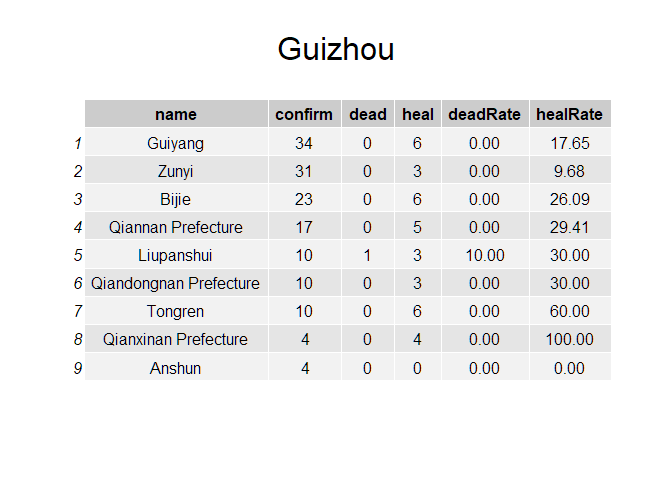 Guizhou
name confirm dead heal deadRate healRate
1 Guiyang 34 0 6 0.00 17.65
2 Zunyi 31 0 3 0.00 9.68
3 Bijie 23 0 6 0.00 26.09
4 Qiannan Prefecture 17 0 5 0.00 29.41
5 Liupanshui 10 1 3 10.00 30.00
6 Qiandongnan Prefecture 10 0 3 0.00 30.00
7 Tongren 10 0 6 0.00 60.00
8 Qianxinan Prefecture 4 0 4 0.00 100.00
9 Anshun 4 0 0 0.00 0.00